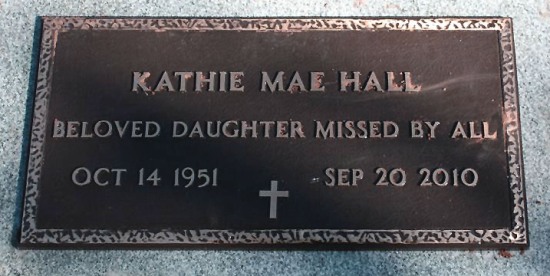 KATHIE MAE HALL
BELOVED DAUGHTER MISSED BY ALL
OCT 14 1951 SEP 20 2010